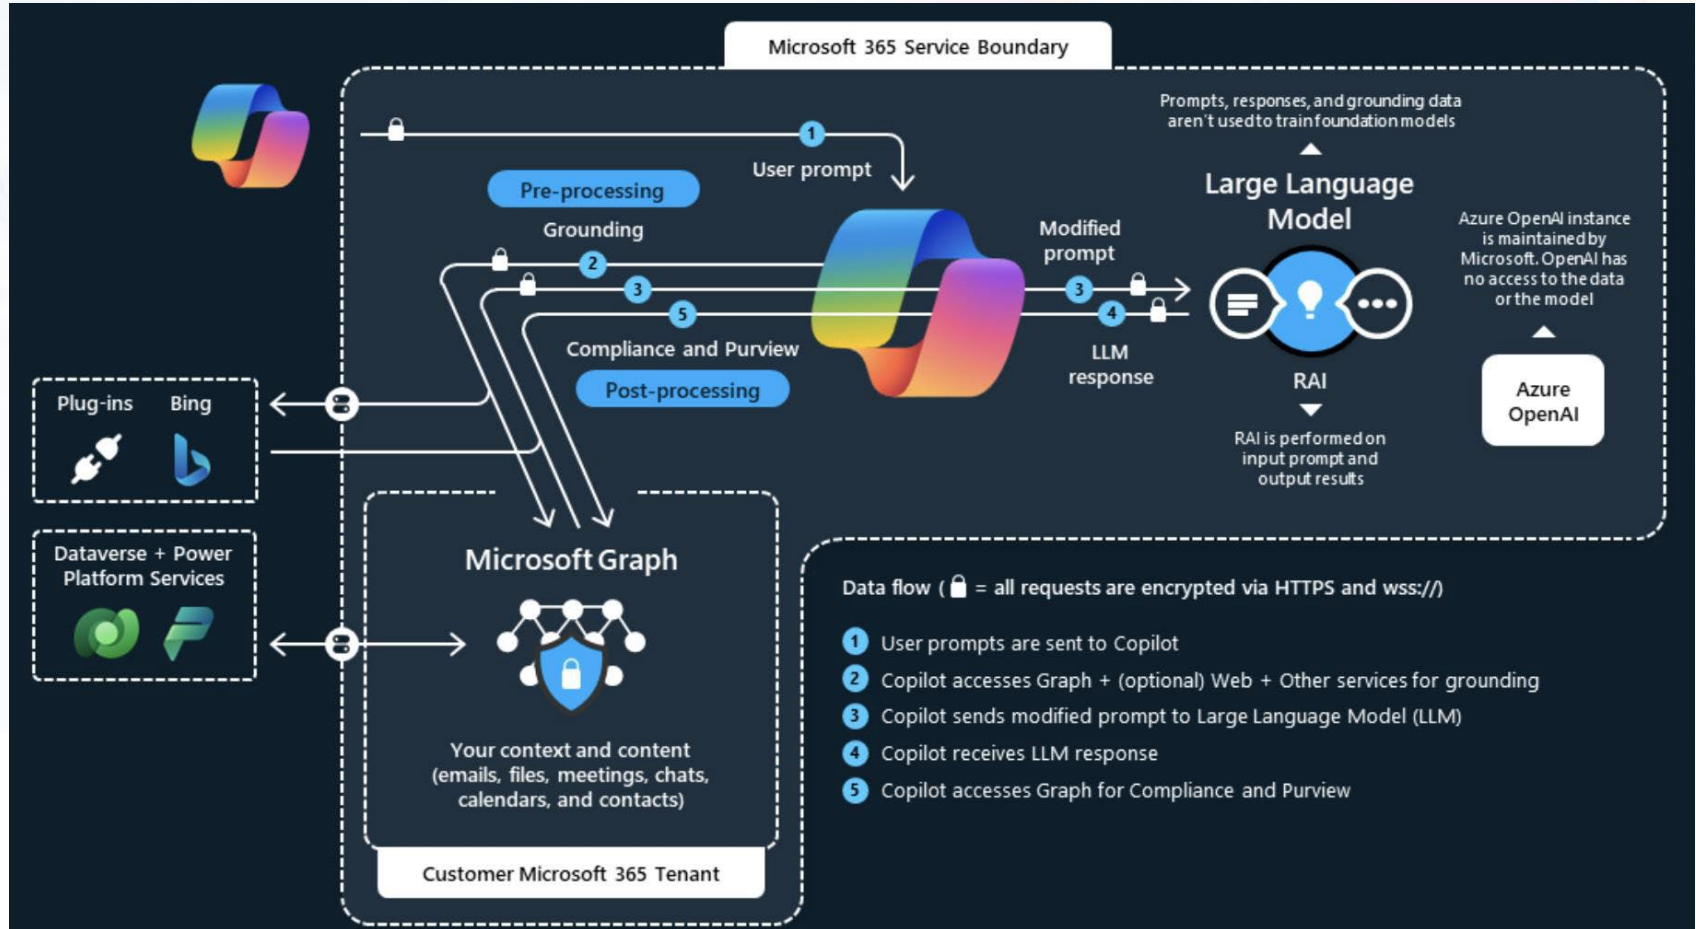 Microsoft 365 Service Boundary
1
User prompt
Pre-processing
Grounding
2
3
5
Compliance and Purview
Post-processing
Modified
prompt
3
4
LLM
response
Prompts, responses, and grounding data
aren't used to train foundation models
Large Language
Model
RAI
RAI is performed on
input prompt and
output results
Azure OpenAI instance
is maintained by
Microsoft. OpenAI has
no access to the data
or the model
Azure
OpenAI
Plug-ins
Bing
Dataverse + Power
Platform Services
Microsoft Graph
Your context and content
(emails, files, meetings, chats,
calendars, and contacts)
Customer Microsoft 365 Tenant
Data flow ( = all requests are encrypted via HTTPS and wss://)
1 User prompts are sent to Copilot
2 Copilot accesses Graph + (optional) Web + Other services for grounding
3 Copilot sends modified prompt to Large Language Model (LLM)
4 Copilot receives LLM response
5 Copilot accesses Graph for Compliance and Purview